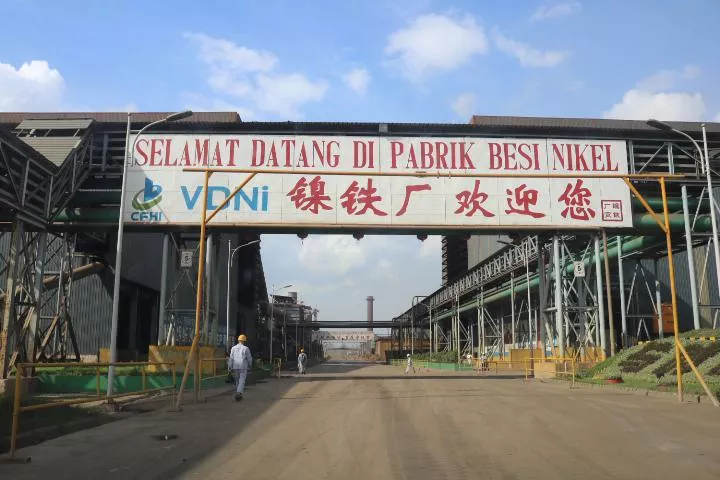 SELAMAT DATANG DI PABRIK BESI NIKEL
VDNi 镍铁厂欢迎您
CFHI